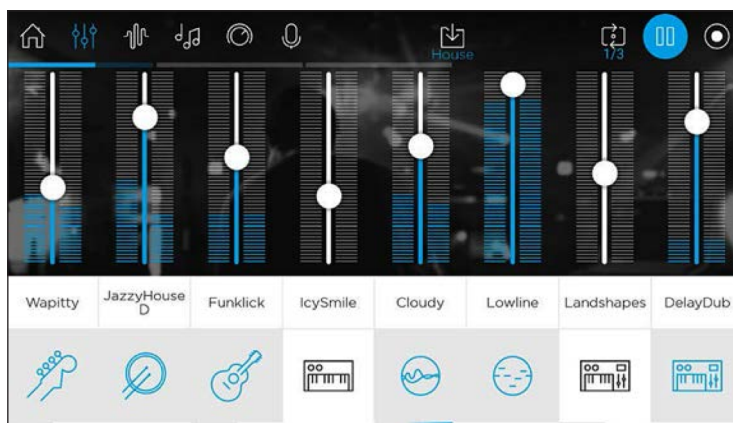 House
1/3
Wapitty
JazzyHouse
D
Funklick
IcySmile
Cloudy
Lowline
Landshapes
DelayDub